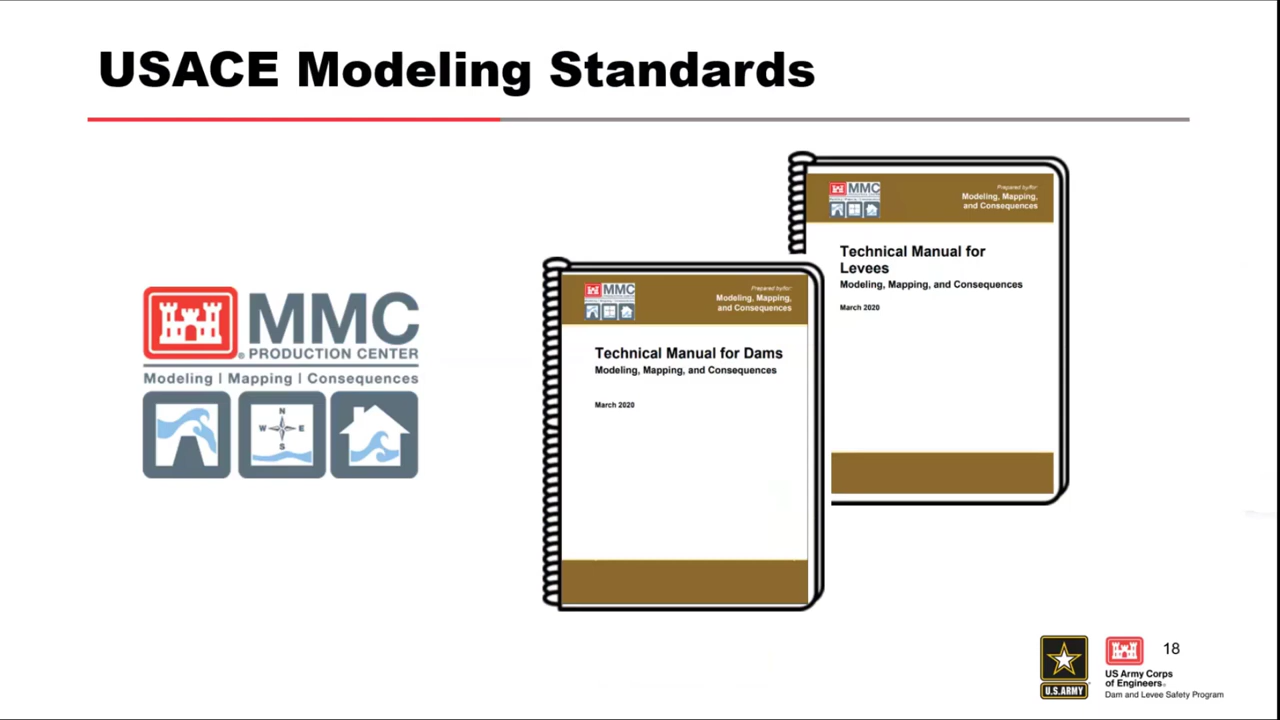 USACE Modeling Standards
MMC
® PRODUCTION CENTER
Modeling | Mapping | Consequences
N
W E
S
MMC
Prepared by/for:
Modeling, Mapping,
and Consequences
Technical Manual for Dams
Modeling, Mapping, and Consequences
March 2020
MMC
Prepared by/for:
Modeling, Mapping,
and Consequences
Technical Manual for
Levees
Modeling, Mapping, and Consequences
March 2020
U.S.ARMY
US Army Corps
of Engineers®
Dam and Levee Safety Program
18